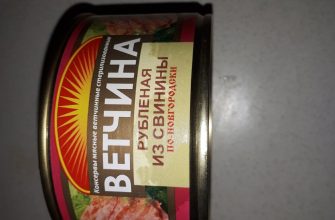 Консервы мясные ветчинные стерилизованные
ВЕТЧИНА
РУБЛЕНАЯ
ИЗ СВИНИНЫ
ПО-НОВГОРОДСКИ